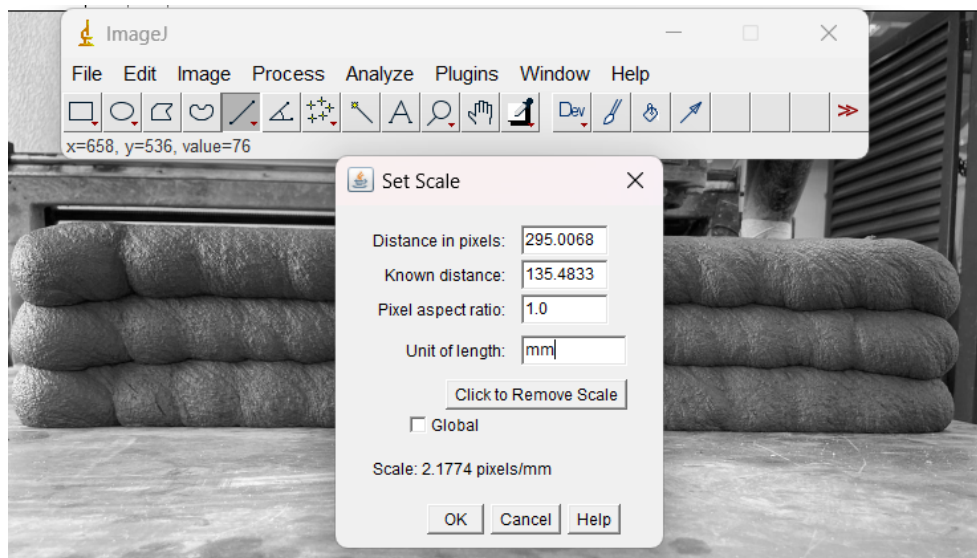 ImageJ
File Edit Image Process Analyze Plugins Window Help
A Dev >>
x=658, y=536, value=76
Set Scale
Distance in pixels: 295.0068
Known distance: 135.4833
Pixel aspect ratio: 1.0
Unit of length: mm
Click to Remove Scale
Global
Scale: 2.1774 pixels/mm
OK Cancel Help